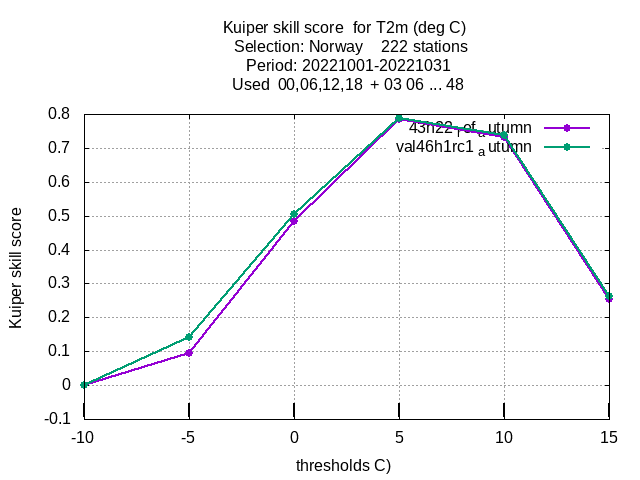 Kuiper skill score for T2m (deg C)
Selection: Norway 222 stations
Period: 20221001-20221031
Used 00,06,12,18 + 03 06 ... 48
val46h1rc1 autumn
Kuiper skill score
0.8
0.7
0.6
0.5
0.4
0.3
0.2
0.1
0
-0.1
-10
-5
0
5
10
15
thresholds C)